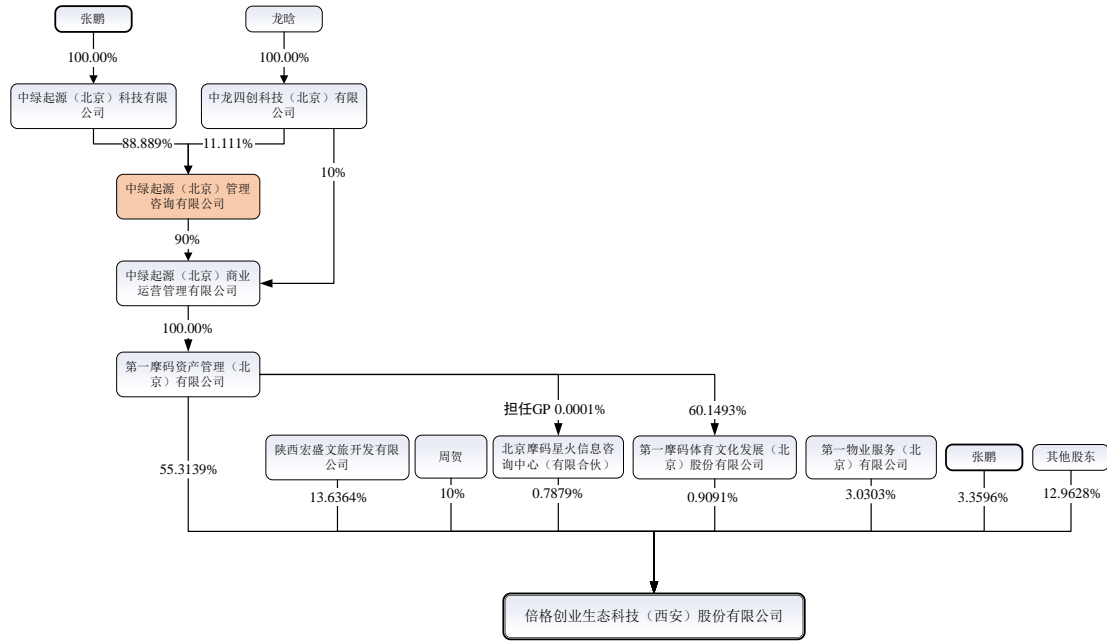 张鹏
龙晗
100.00%
100.00%
中绿起源（北京）科技有限
公司
中龙四创科技（北京）有限
公司
88.889%
11.111%
10%
中绿起源（北京）管理
咨询有限公司
90%
中绿起源（北京）商业
运营管理有限公司
100.00%
第一摩码资产管理（北
京）有限公司
担任GP 0.0001%
60.1493%
55.3139%
陕西宏盛文旅开发有限
公司
周贺
北京摩码星火信息咨
询中心（有限合伙）
第一摩码体育文化发展（北
京）股份有限公司
第一物业服务（北
京）有限公司
张鹏
其他股东
13.6364%
10%
0.7879%
0.9091%
3.0303%
3.3596%
12.9628%
倍格创业生态科技（西安）股份有限公司